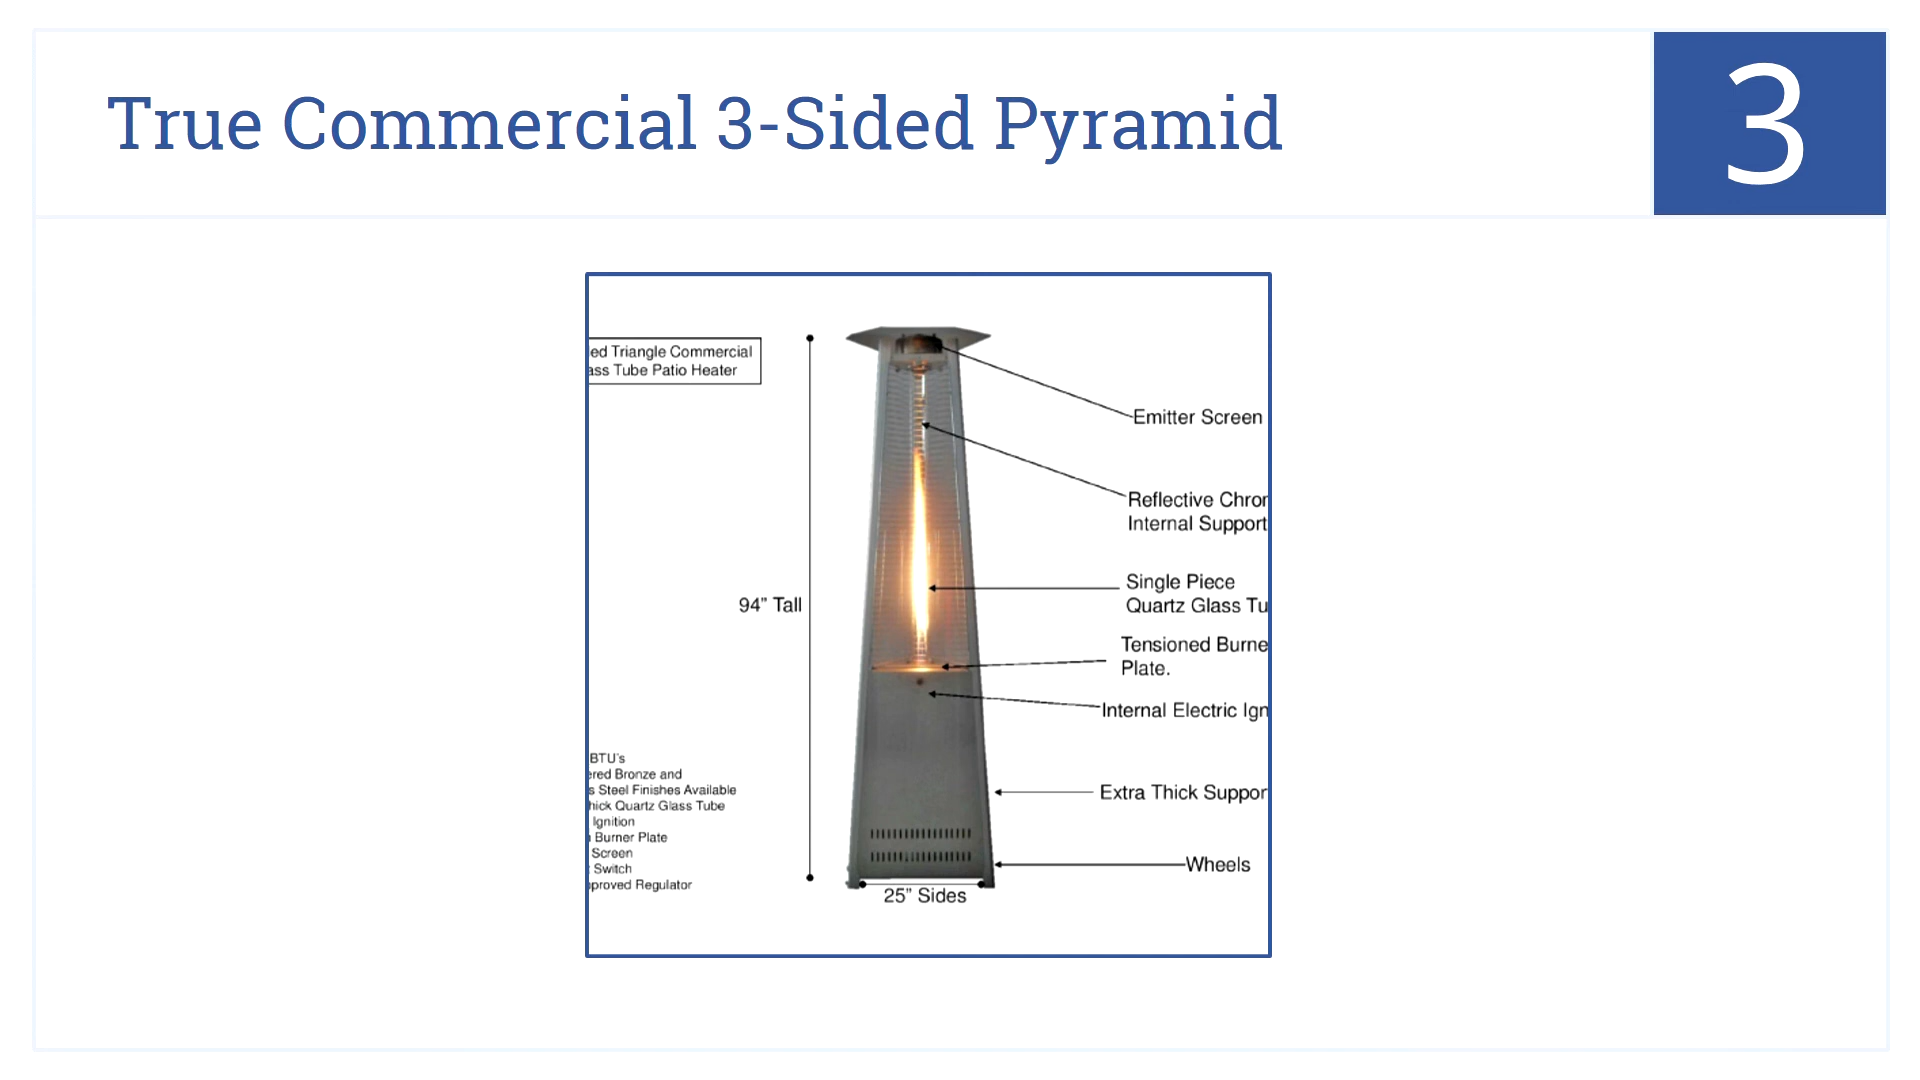 True Commercial 3-Sided Pyramid
3
ed Triangle Commercial
ass Tube Patio Heater
Emitter Screen
Reflective Chro
Internal Support
Single Piece
Quartz Glass Tu
94” Tall
Tensioned Burne
Plate.
Internal Electric Ign
BTU's
ered Bronze and
s Steel Finishes Available
hick Quartz Glass Tube
Ignition
Burner Plate
Screen
Switch
proved Regulator
Extra Thick Suppor
Wheels
25” Sides